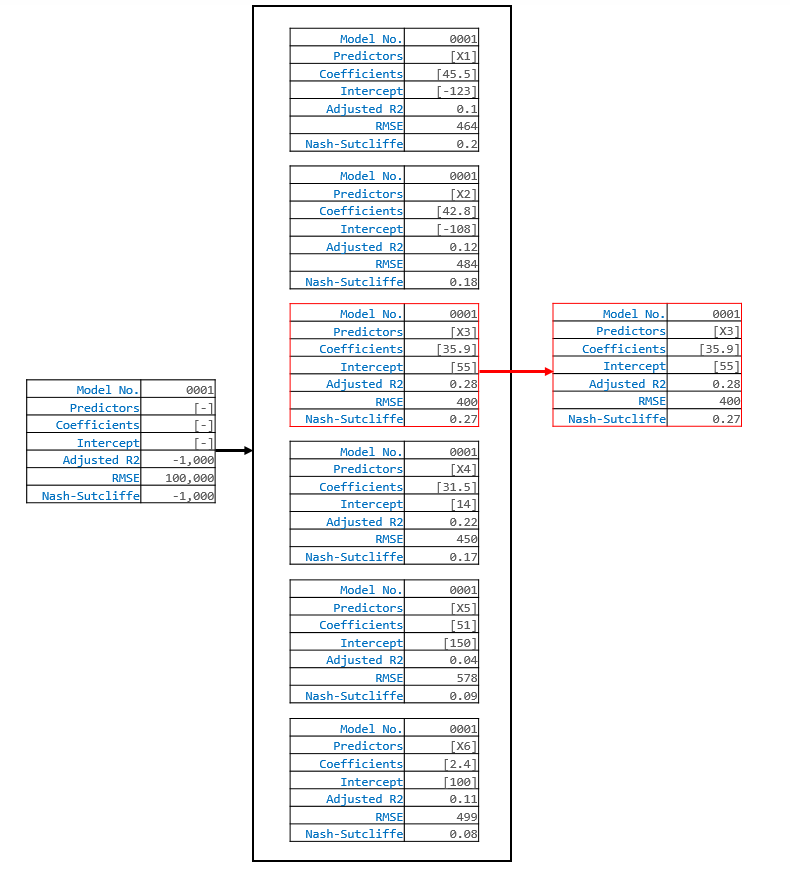 Model No. 0001
Predictors [-]
Coefficients [-]
Intercept [-]
Adjusted R2 -1,000
RMSE 100,000
Nash-Sutcliffe -1,000
Model No. 0001
Predictors [X1]
Coefficients [45.5]
Intercept [-123]
Adjusted R2 0.1
RMSE 464
Nash-Sutcliffe 0.2
Model No. 0001
Predictors [X2]
Coefficients [42.8]
Intercept [-108]
Adjusted R2 0.12
RMSE 484
Nash-Sutcliffe 0.18
Model No. 0001
Predictors [X3]
Coefficients [35.9]
Intercept [55]
Adjusted R2 0.28
RMSE 400
Nash-Sutcliffe 0.27
Model No. 0001
Predictors [X4]
Coefficients [31.5]
Intercept [14]
Adjusted R2 0.22
RMSE 450
Nash-Sutcliffe 0.17
Model No. 0001
Predictors [X5]
Coefficients [51]
Intercept [150]
Adjusted R2 0.04
RMSE 578
Nash-Sutcliffe 0.09
Model No. 0001
Predictors [X6]
Coefficients [2.4]
Intercept [100]
Adjusted R2 0.11
RMSE 499
Nash-Sutcliffe 0.08
Model No. 0001
Predictors [X3]
Coefficients [35.9]
Intercept [55]
Adjusted R2 0.28
RMSE 400
Nash-Sutcliffe 0.27